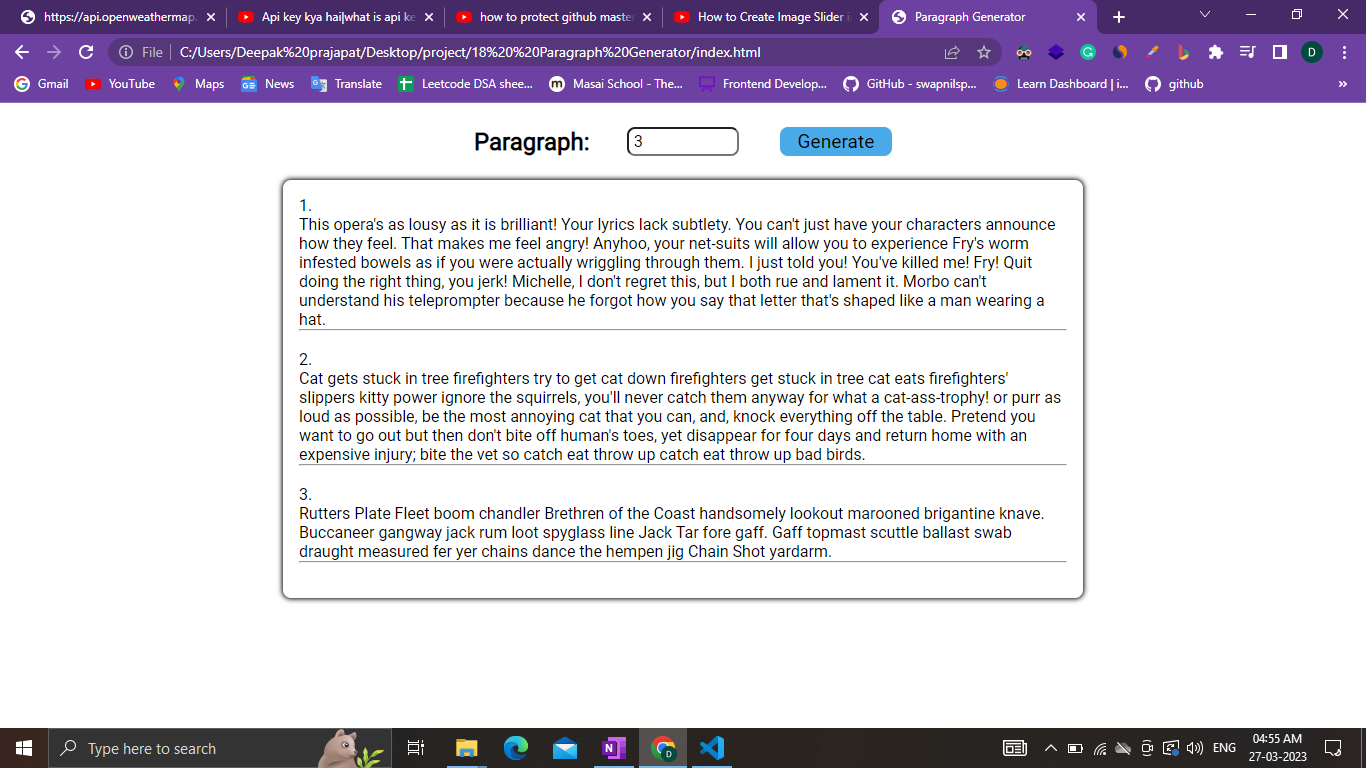 https://api.openweathermap.
Api key kya hai|what is api ke
how to protect github maste
How to Create Image Slider i
Paragraph Generator
File
C:/Users/Deepak%20prajapat/Desktop/project/18%20%20Paragraph%20Generator/index.html
D
Gmail
YouTube
Maps
News
Translate
Leetcode DSA shee...
Masai School - The...
Frontend Develop...
GitHub - swapnilsp...
Learn Dashboard | i...
github
»
Paragraph: 3 Generate
1.
This opera's as lousy as it is brilliant! Your lyrics lack subtlety. You can't just have your characters announce
how they feel. That makes me feel angry! Anyhoo, your net-suits will allow you to experience Fry's worm
infested bowels as if you were actually wriggling through them. I just told you! You've killed me! Fry! Quit
doing the right thing, you jerk! Michelle, I don't regret this, but I both rue and lament it. Morbo can't
understand his teleprompter because he forgot how you say that letter that's shaped like a man wearing a
hat.
2.
Cat gets stuck in tree firefighters try to get cat down firefighters get stuck in tree cat eats firefighters'
slippers kitty power ignore the squirrels, you'll never catch them anyway for what a cat-ass-trophy! or purr as
loud as possible, be the most annoying cat that you can, and, knock everything off the table. Pretend you
want to go out but then don't bite off human's toes, yet disappear for four days and return home with an
expensive injury; bite the vet so catch eat throw up catch eat throw up bad birds.
3.
Rutters Plate Fleet boom chandler Brethren of the Coast handsomely lookout marooned brigantine knave.
Buccaneer gangway jack rum loot spyglass line Jack Tar fore gaff. Gaff topmast scuttle ballast swab
draught measured fer yer chains dance the hempen jig Chain Shot yardarm.
Type here to search
ENG
04:55 AM
27-03-2023